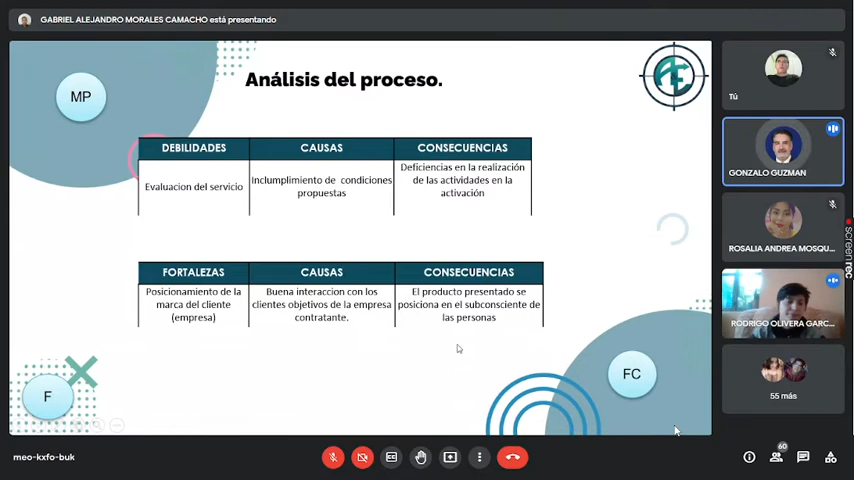 GABRIEL ALEJANDRO MORALES CAMACHO está presentando
Análisis del proceso.
MP
DEBILIDADES CAUSAS CONSECUENCIAS
Evaluacion del servicio
Inclumplimiento de condiciones
propuestas
Deficiencias en la realización
de las actividades en la
activación
FORTALEZAS CAUSAS CONSECUENCIAS
Posicionamiento de la
marca del cliente
(empresa)
Buena interaccion con los
clientes objetivos de la empresa
contratante.
El producto presentado se
posiciona en el subconsciente de
las personas
F
FC
Tú
GONZALO GUZMAN
ROSALIA ANDREA MOSQU...
RODRIGO OLIVERA GARC...
55 más
screen rec
meo-kxfo-buk
60